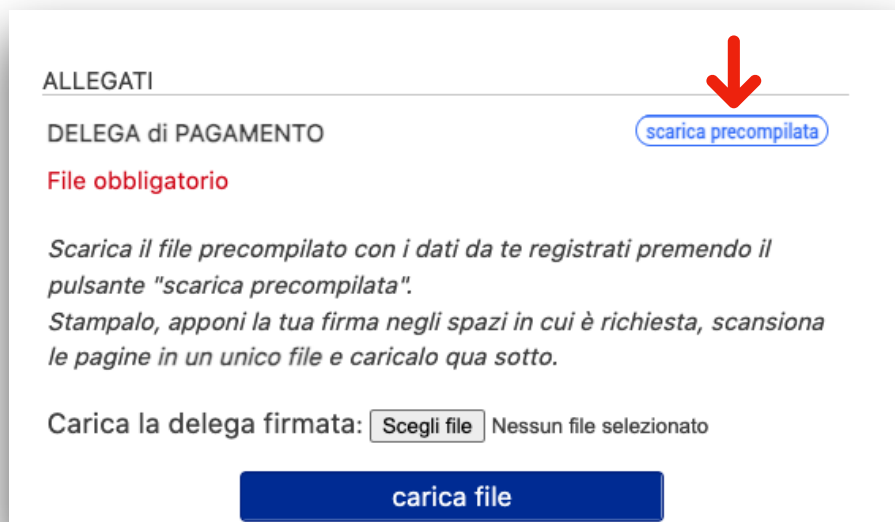 ALLEGATI
DELEGA di PAGAMENTO scarica precompilata
File obbligatorio
Scarica il file precompilato con i dati da te registrati premendo il
pulsante "scarica precompilata".
Stampalo, apponi la tua firma negli spazi in cui è richiesta, scansiona
le pagine in un unico file e caricalo qua sotto.
Carica la delega firmata: Scegli file Nessun file selezionato
carica file